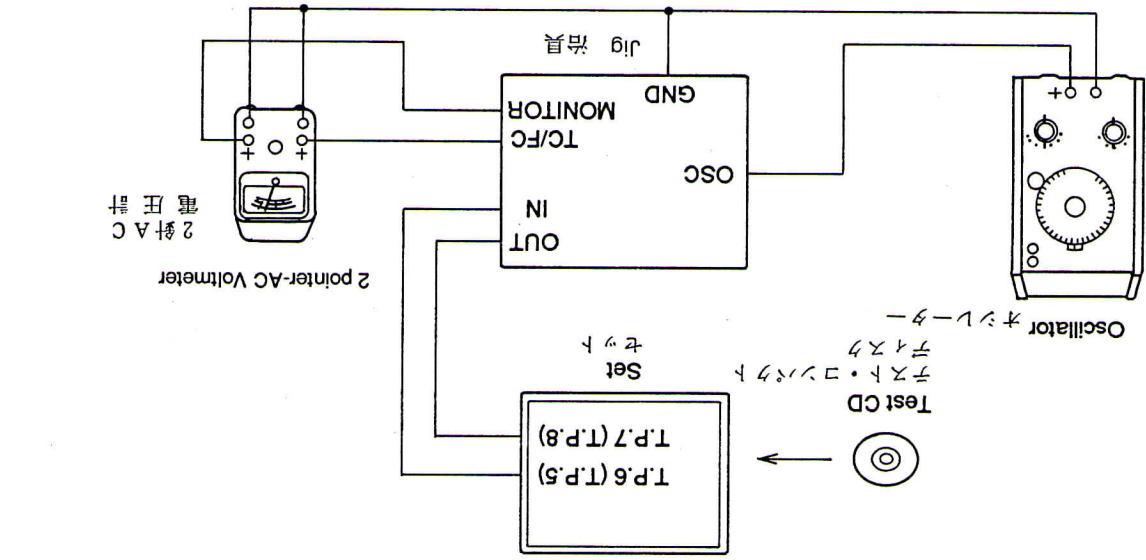 T.P.6 (T.P.5)
T.P.7 (T.P.8)
Test CD
テスト・コンパクト
ディスク
Set
セット
Oscillator
オシレーター
2 pointer-AC Voltmeter
2針AC
電圧計
OUT
IN
OSC
TC/FC
MONITOR
GND
Jig 治具
+
+
+